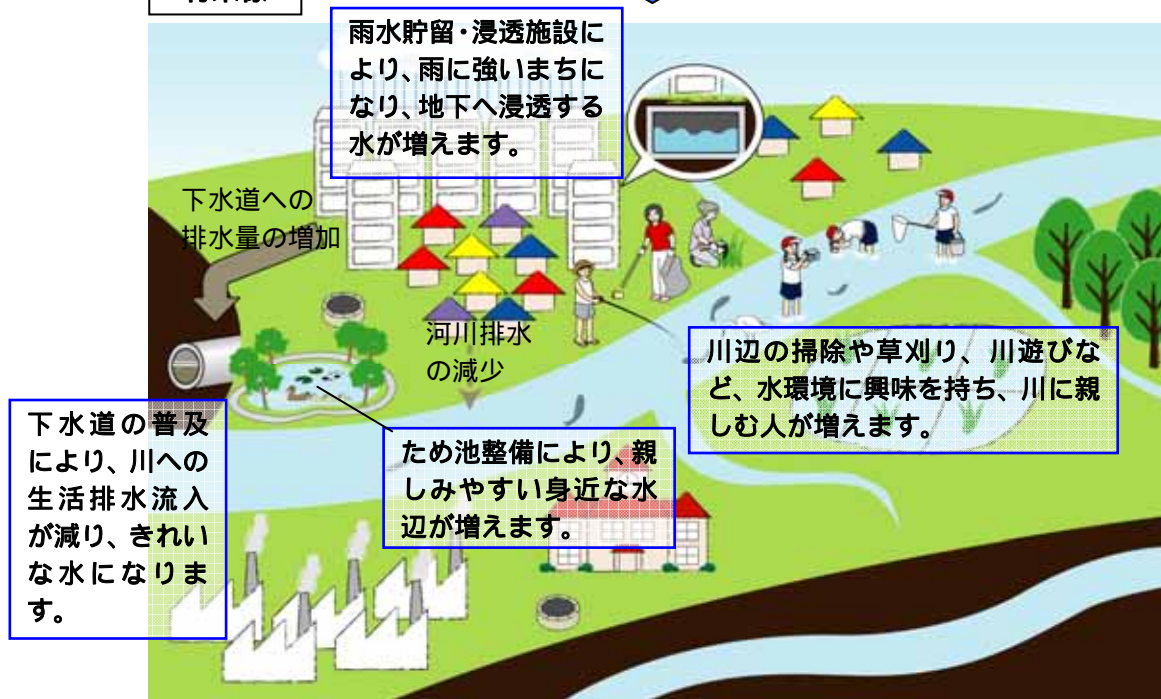 雨水貯留・浸透施設に
より、雨に強いまちに
なり、地下へ浸透する
水が増えます。
下水道への
排水量の増加
河川排水
の減少
川辺の掃除や草刈り、川遊びな
ど、水環境に興味を持ち、川に親
しむ人が増えます。
下水道の普及
により、川への
生活排水流入
が減り、きれい
な水になりま
す。
ため池整備により、親
しみやすい身近な水
辺が増えます。